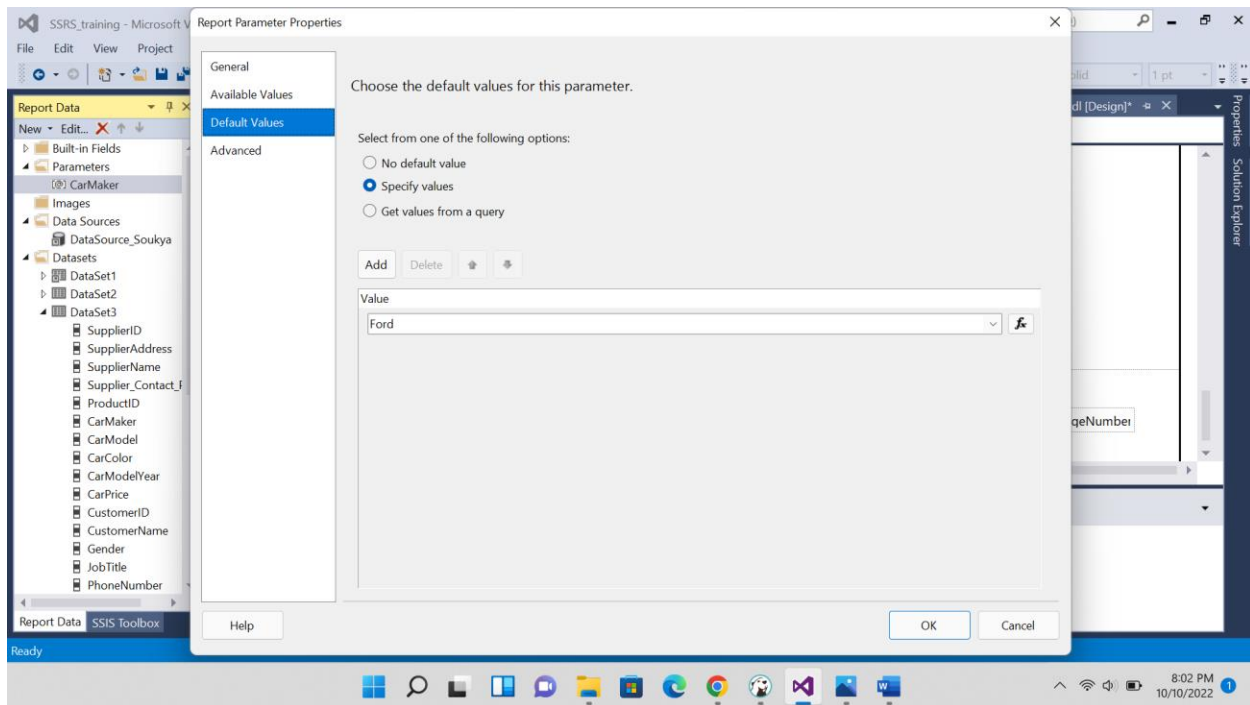 SSRS_training - Microsoft V
File Edit View Project
Report Data
New Edit...
Built-in Fields
Parameters
CarMaker
Images
Data Sources
DataSource_Soukya
Datasets
DataSet1
DataSet2
DataSet3
SupplierID
SupplierAddress
SupplierName
Supplier_Contact_
ProductID
CarMaker
CarModel
CarColor
CarModelYear
CarPrice
CustomerID
CustomerName
Gender
JobTitle
PhoneNumber
Report Data SSIS Toolbox
Ready
Report Parameter Properties
General
Available Values
Default Values
Advanced
Choose the default values for this parameter.
Select from one of the following options:
No default value
Specify values
Get values from a query
Add Delete
Value
Ford
fx
Help OK Cancel
olid 1 pt
dl [Design]*
Properties
Solution Explorer
geNumber
8:02 PM
10/10/2022
1